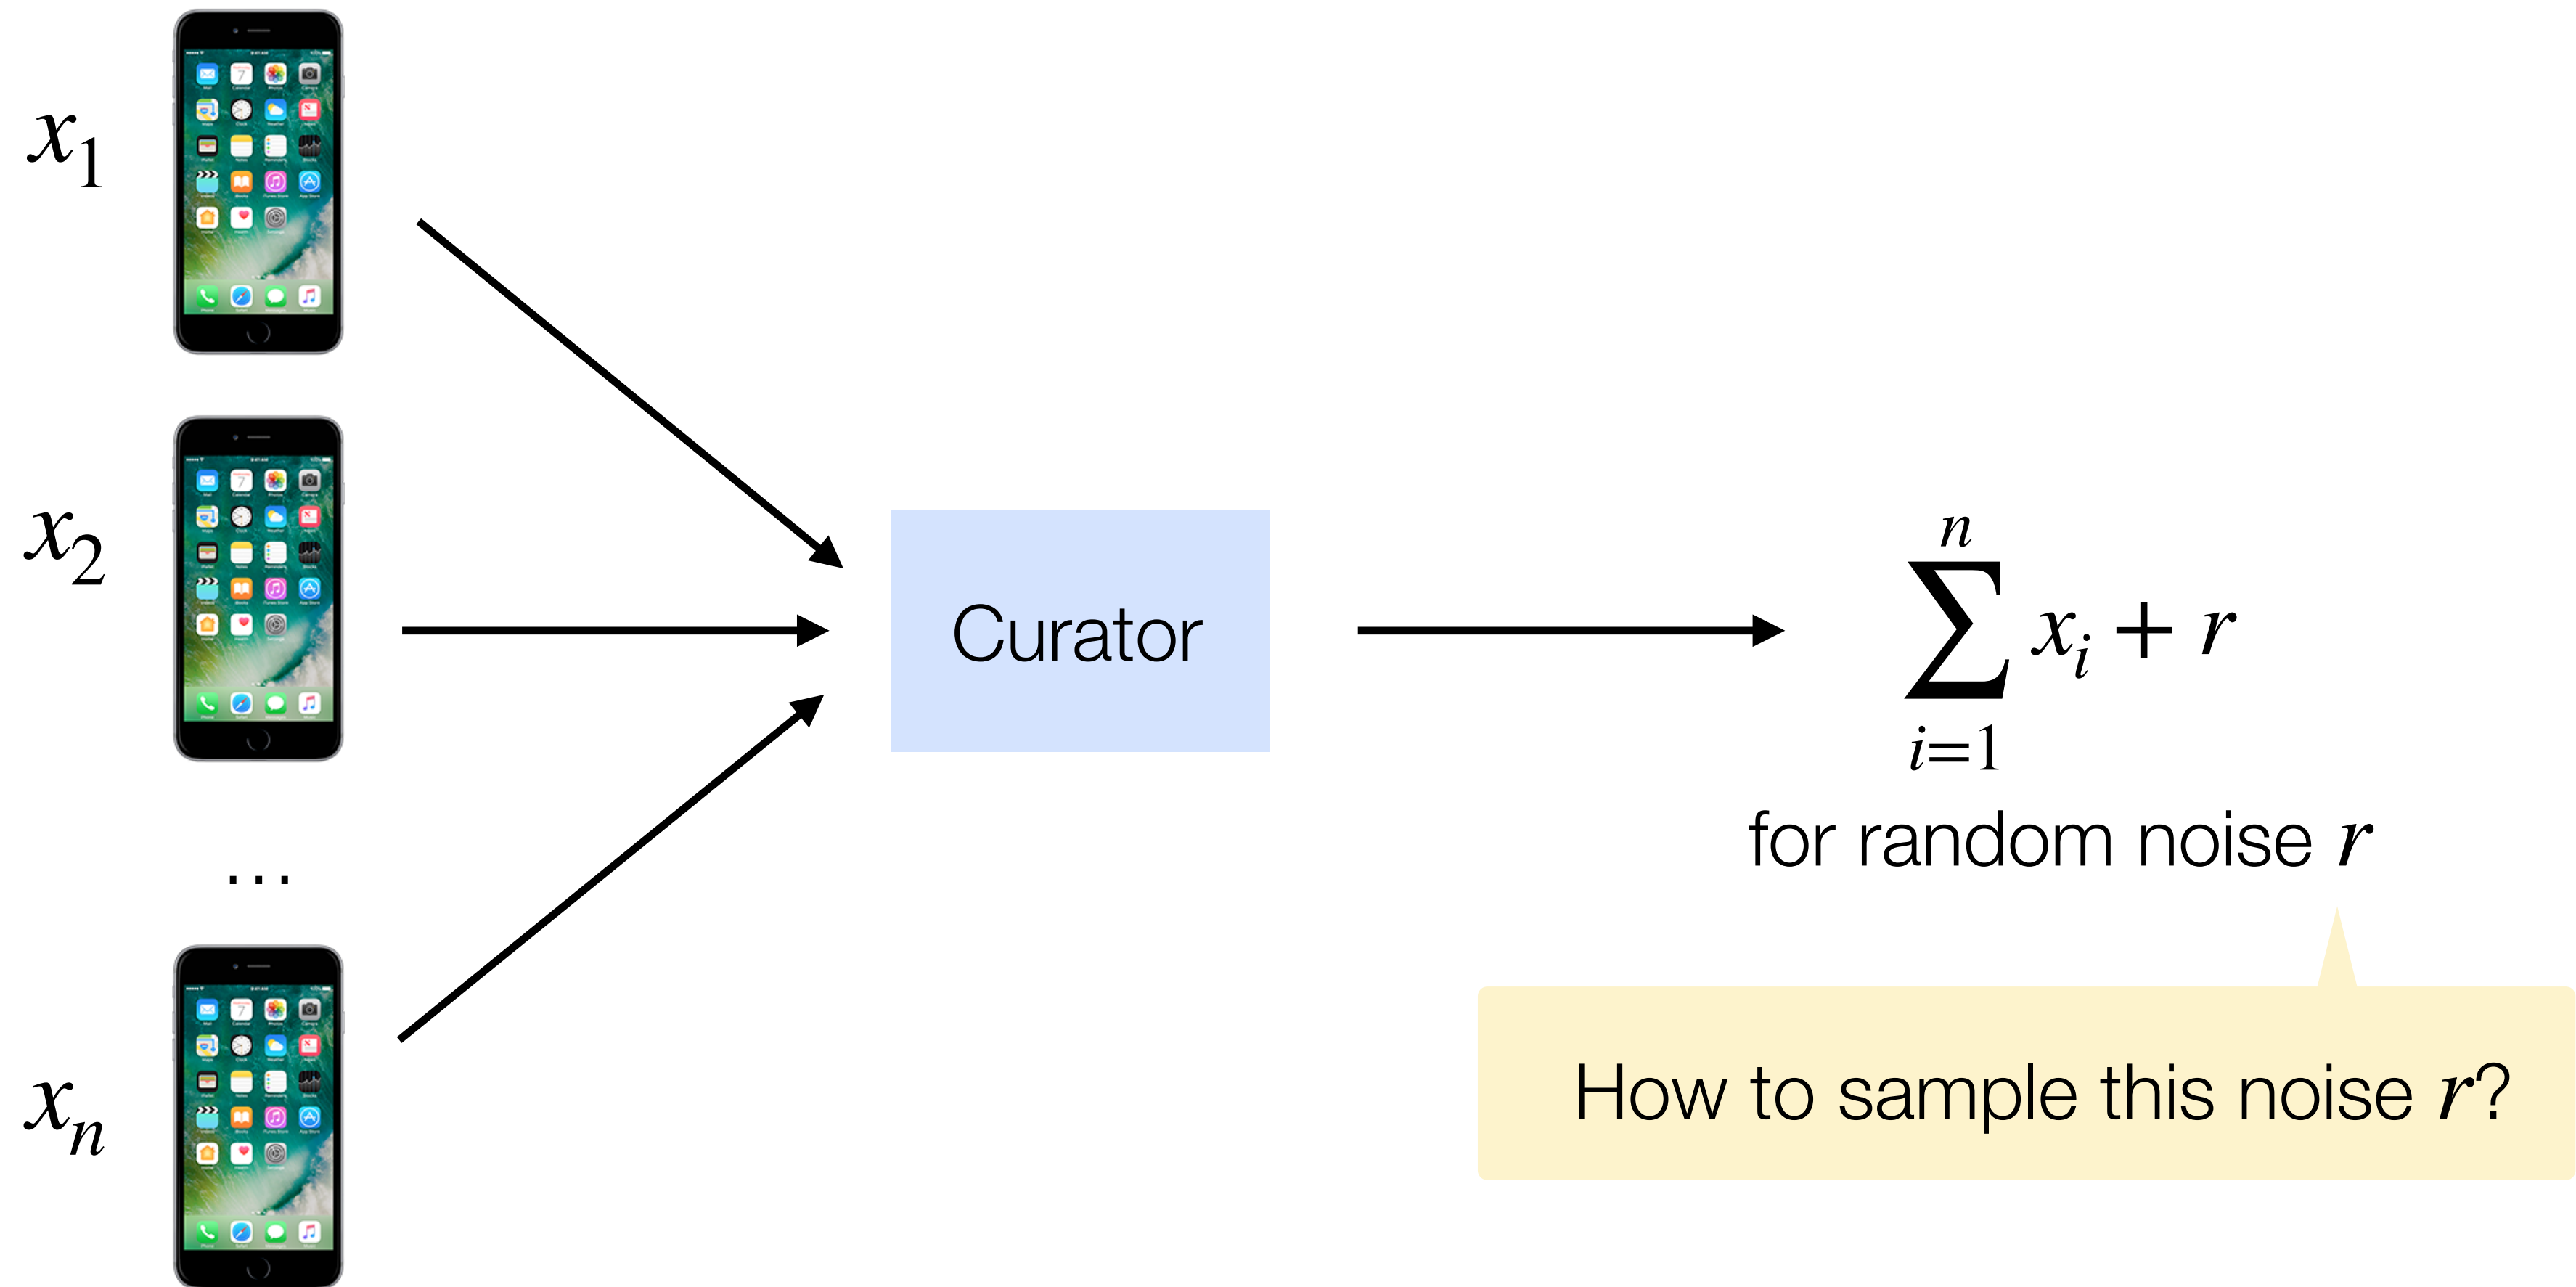 x₁
x₂
...
xₙ
Curator
n
∑ xᵢ + r
i=1
for random noise r
How to sample this noise r?